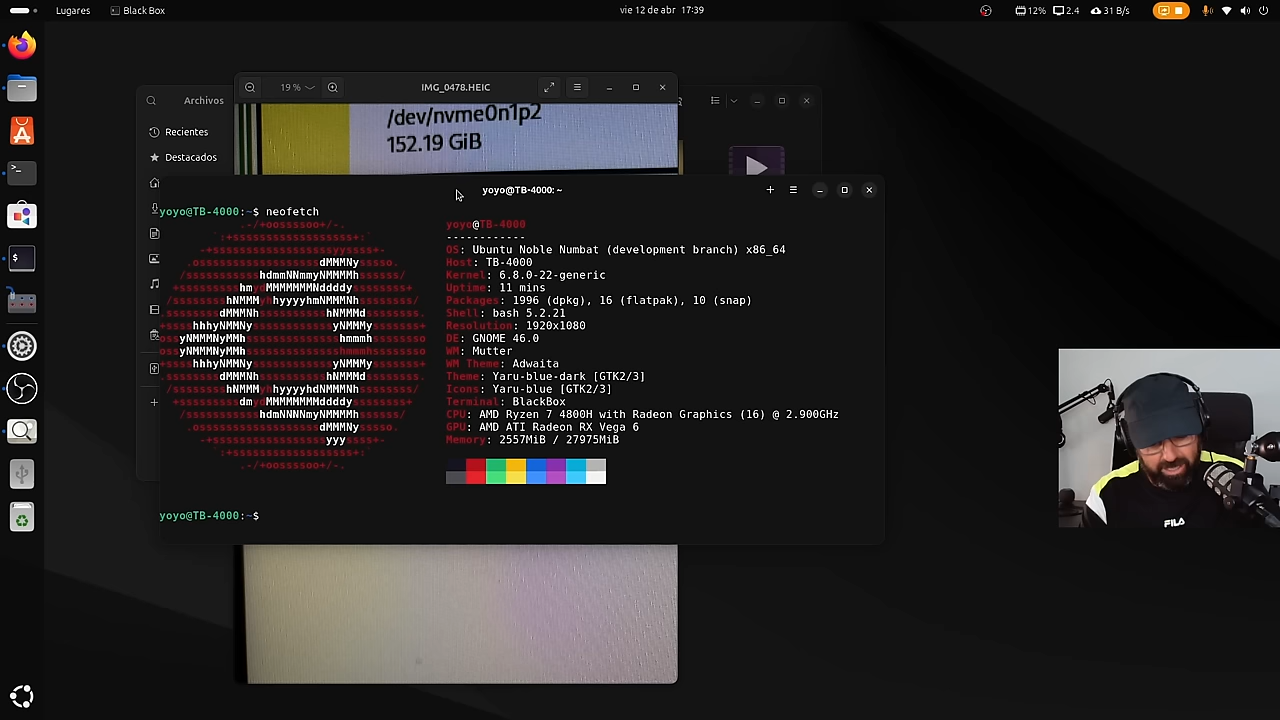 Lugares
Black Box
vie 12 de abr 17:39
12%
2.4
31 B/s
19 %
IMG_0478.HEIC
Archivos
Recientes
Destacados
/dev/nvme0n1p2
152.19 GiB
yoyo@TB-4000: ~
yoyo@TB-4000:~$ neofetch
yoyo@TB-4000
------------
OS: Ubuntu Noble Numbat (development branch) x86_64
Host: TB-4000
Kernel: 6.8.0-22-generic
Uptime: 11 mins
Packages: 1996 (dpkg), 16 (flatpak), 10 (snap)
Shell: bash 5.2.21
Resolution: 1920x1080
DE: GNOME 46.0
WM: Mutter
WM Theme: Adwaita
Theme: Yaru-blue-dark [GTK2/3]
Icons: Yaru-blue [GTK2/3]
Terminal: BlackBox
CPU: AMD Ryzen 7 4800H with Radeon Graphics (16) @ 2.900GHz
GPU: AMD ATI Radeon RX Vega 6
Memory: 2557MiB / 27975MiB
yoyo@TB-4000:~$
FILA